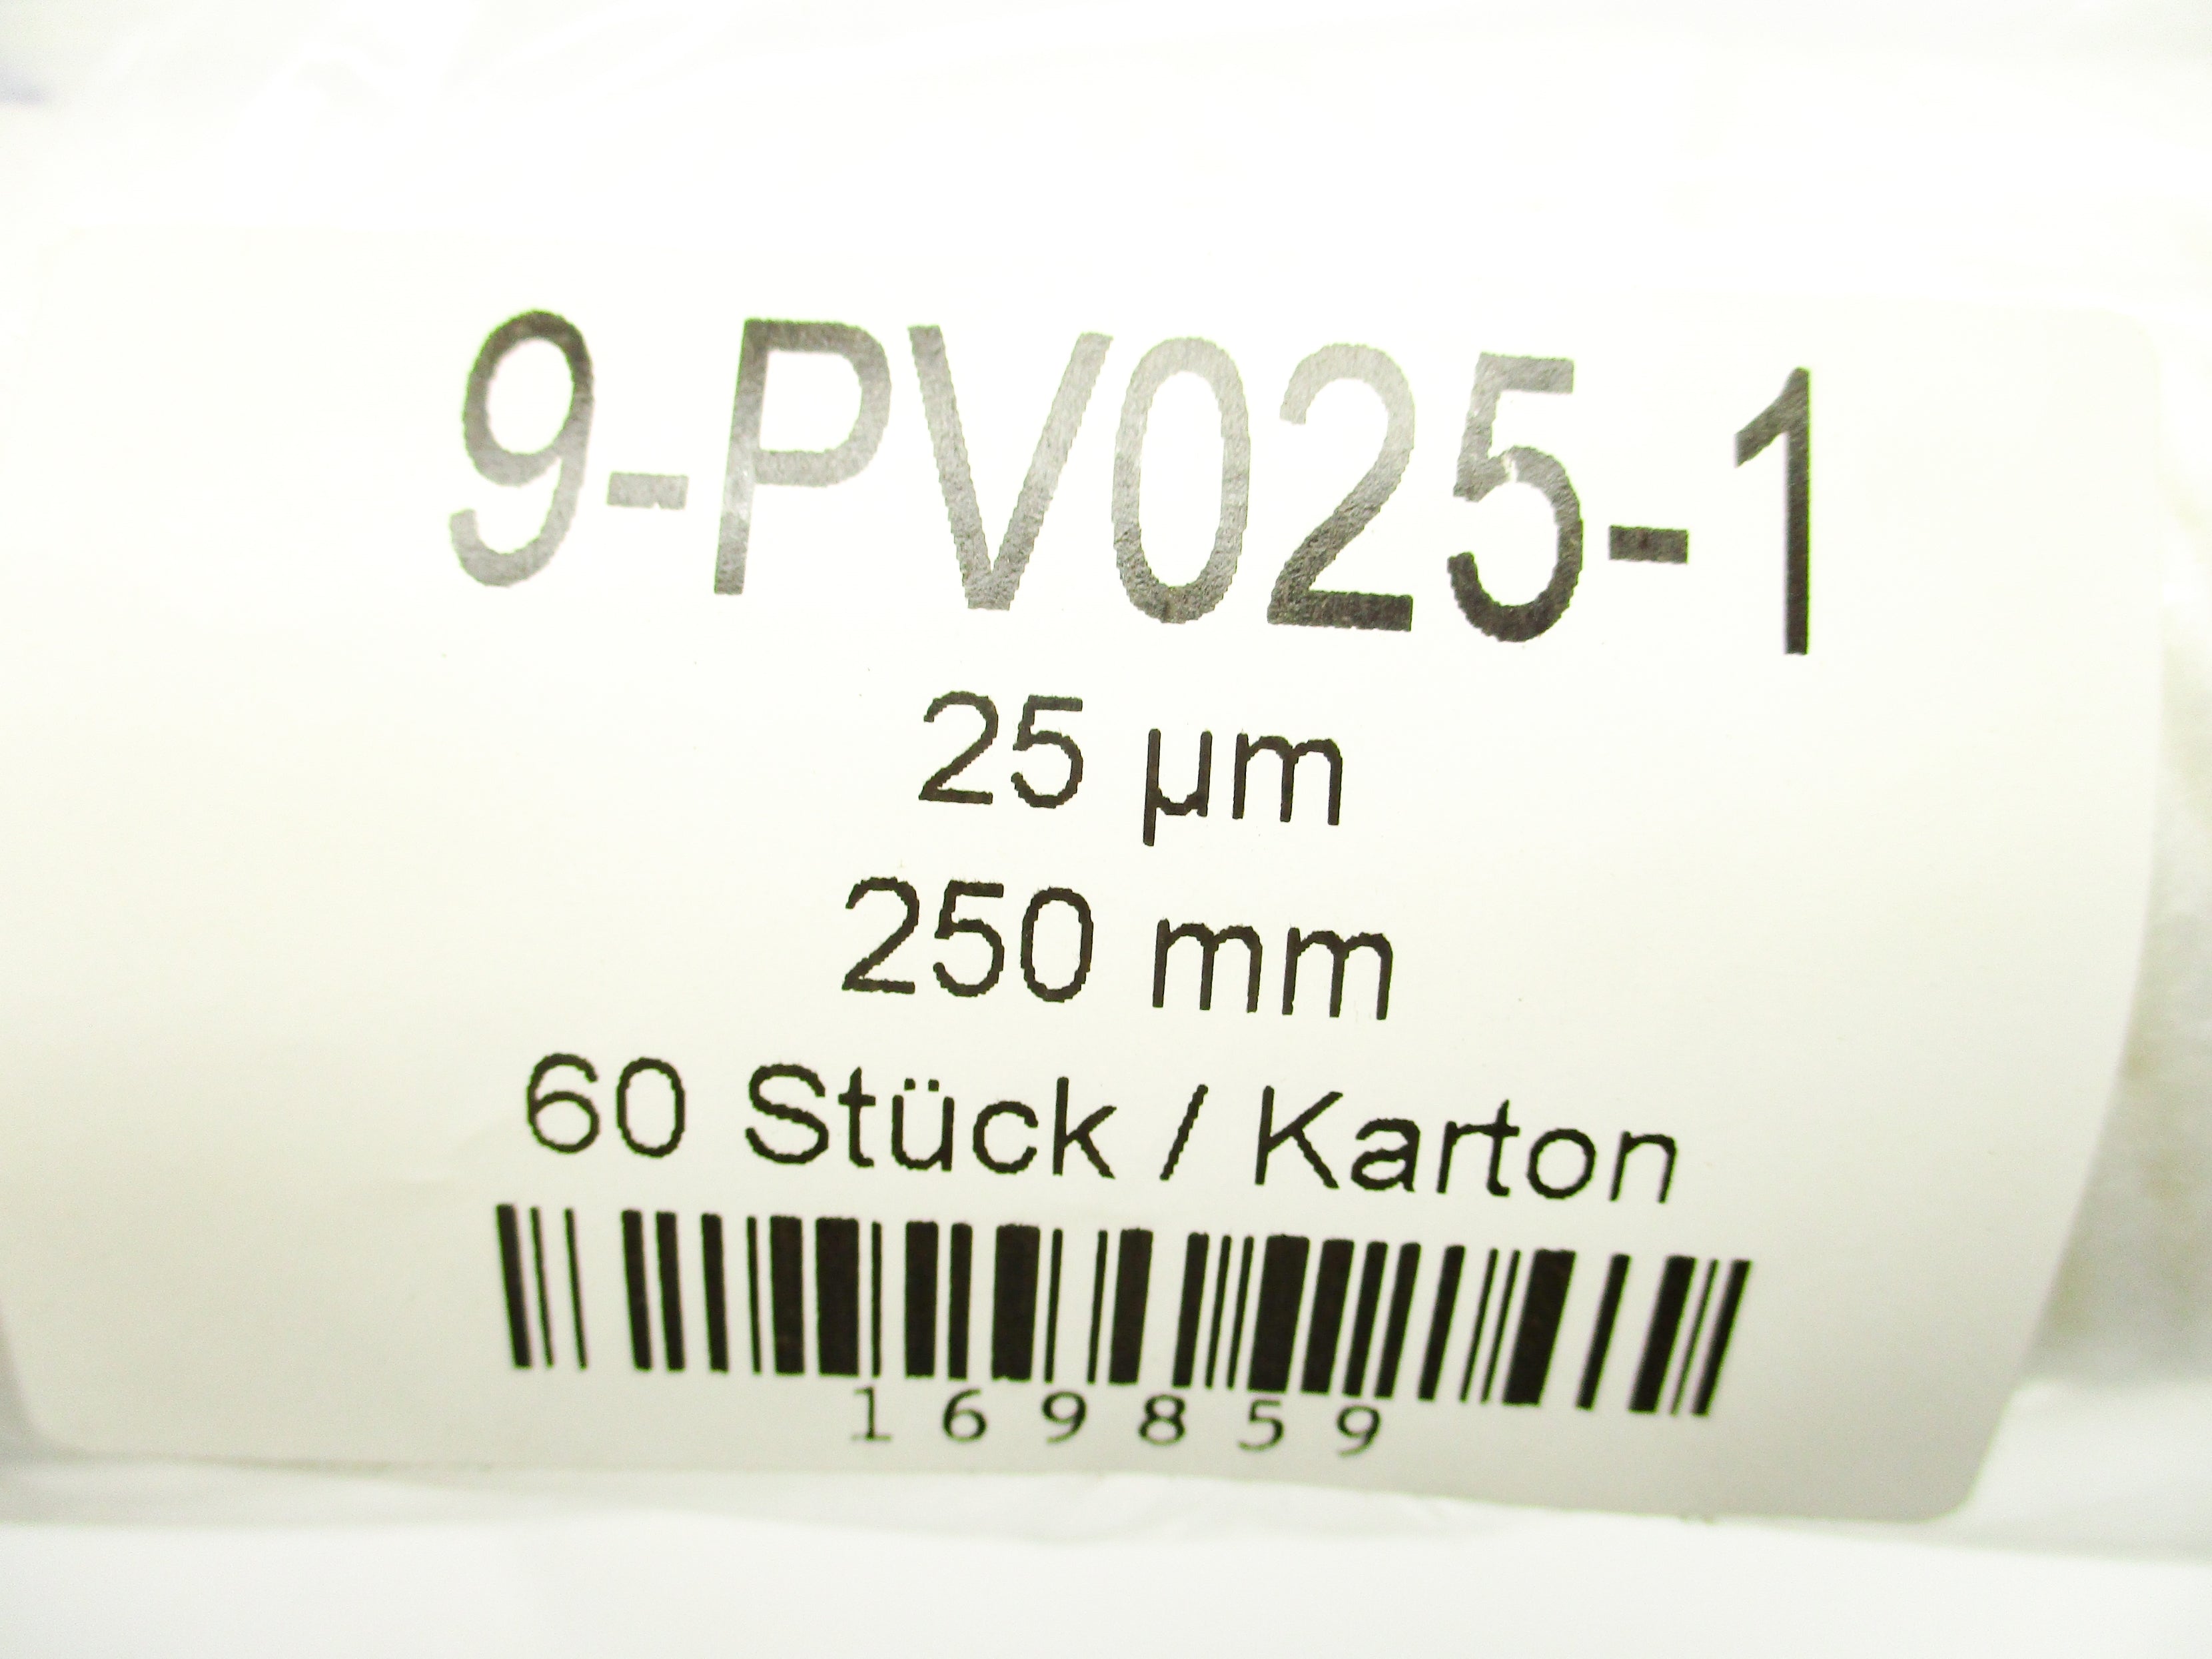 9-PV025-1
25 µm
250 mm
60 Stück / Karton
169859